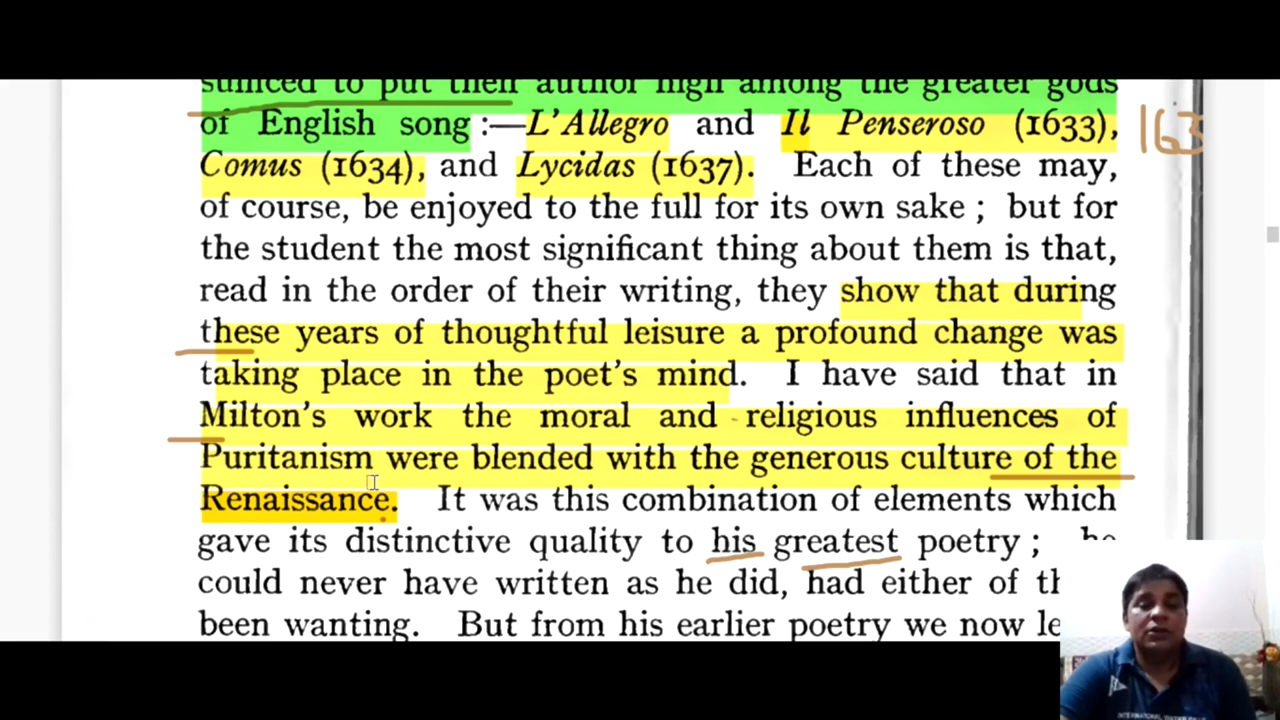 sufficed to put their author high among the greater gods
of English song :—L'Allegro and Il Penseroso (1633),
Comus (1634), and Lycidas (1637). Each of these may,
of course, be enjoyed to the full for its own sake ; but for
the student the most significant thing about them is that,
read in the order of their writing, they show that during
these years of thoughtful leisure a profound change was
taking place in the poet's mind. I have said that in
Milton's work the moral and religious influences of
Puritanism were blended with the generous culture of the
Renaissance. It was this combination of elements which
gave its distinctive quality to his greatest poetry ; he
could never have written as he did, had either of
been wanting. But from his earlier poetry we now
163